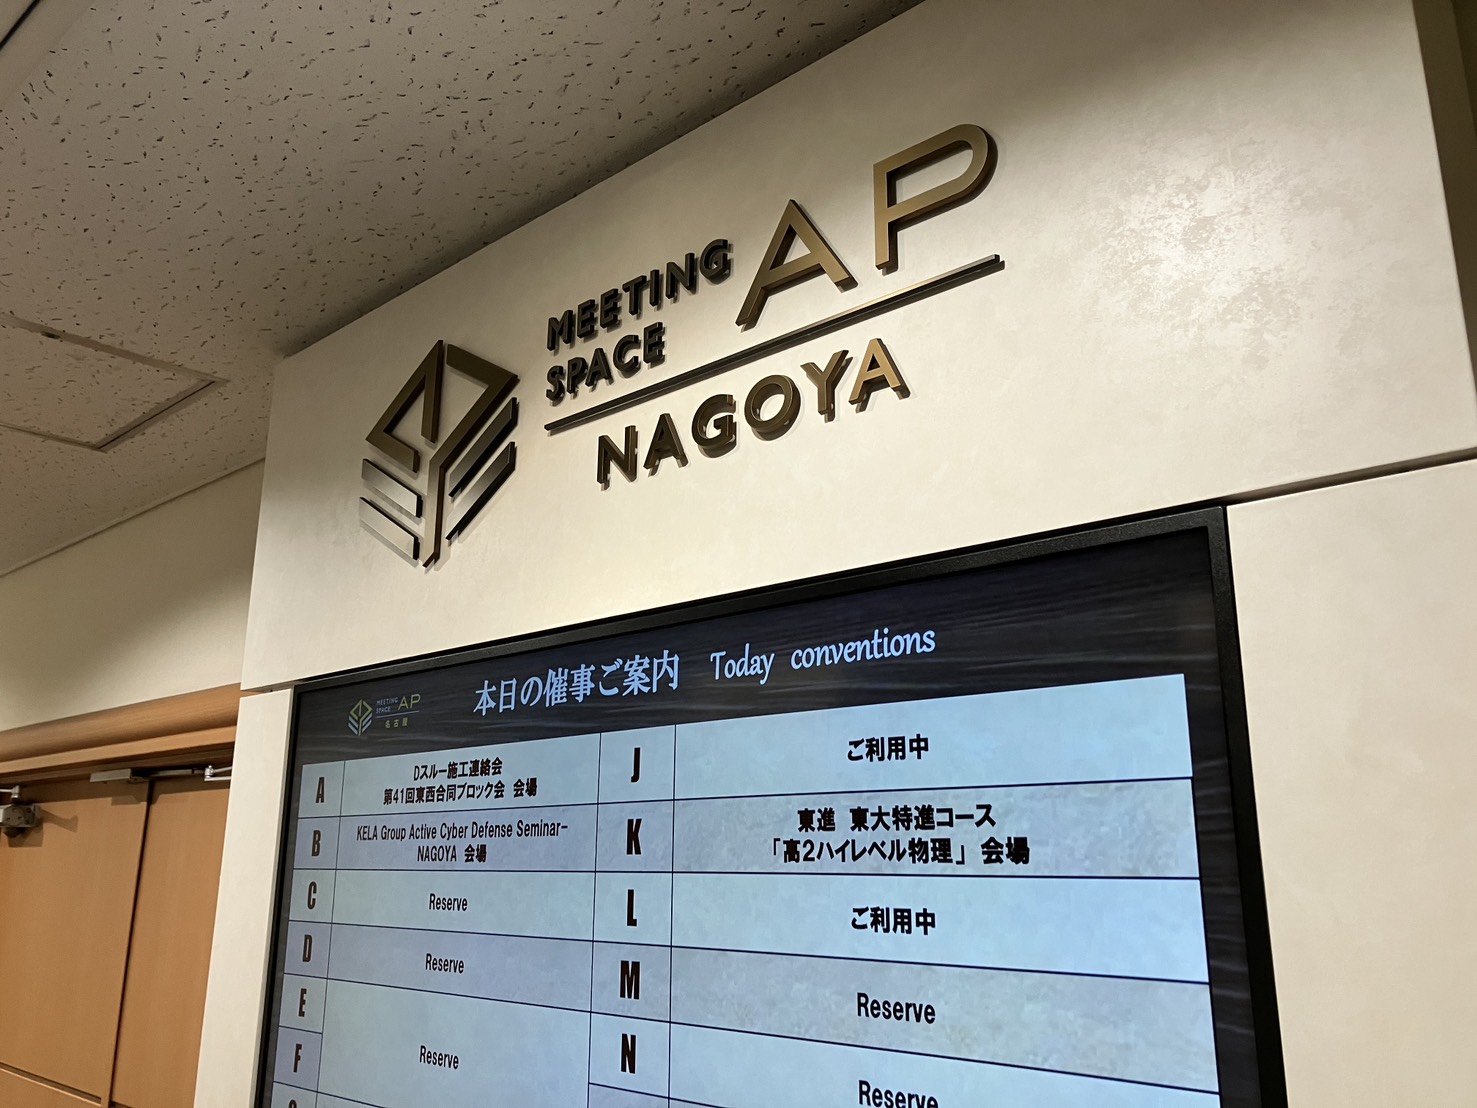 MEETING
SPACE AP
NAGOYA
MEETING
SPACE AP
名古屋
本日の催事ご案内 Today conventions
A
Dスルー施工連絡会
第41回東西合同ブロック会 会場
B
KELA Group Active Cyber Defense Seminar-
NAGOYA 会場
C
Reserve
D
Reserve
E
F
Reserve
J
ご利用中
K
東進 東大特進コース
「高2ハイレベル物理」 会場
L
ご利用中
M
Reserve
N
Reserve